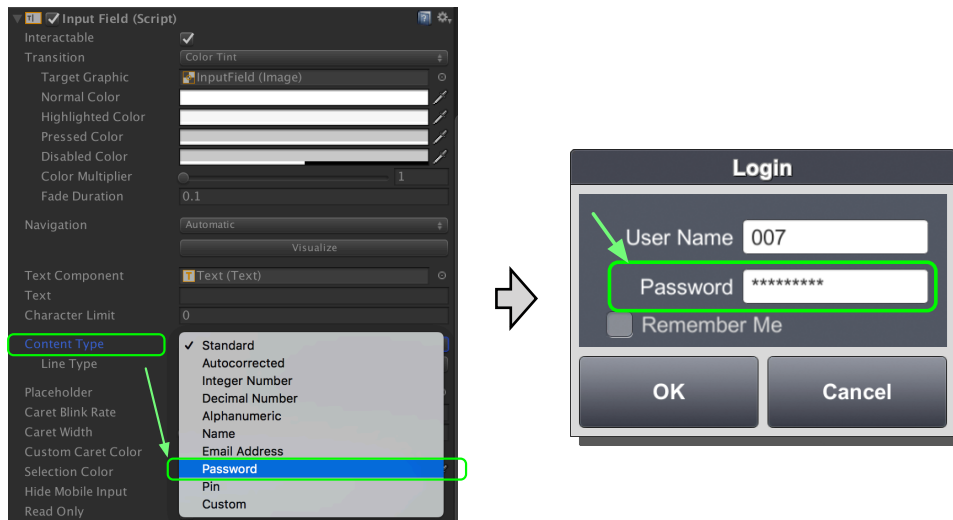 Input Field (Script)
Interactable
Transition Color Tint
Target Graphic InputField (Image)
Normal Color
Highlighted Color
Pressed Color
Disabled Color
Color Multiplier 1
Fade Duration 0.1
Navigation Automatic
Visualize
Text Component Text (Text)
Text
Character Limit 0
Content Type
Line Type
Placeholder
Caret Blink Rate
Caret Width
Custom Caret Color
Selection Color
Hide Mobile Input
Read Only
✓ Standard
Autocorrected
Integer Number
Decimal Number
Alphanumeric
Name
Email Address
Password
Pin
Custom
Login
User Name 007
Password *********
Remember Me
OK Cancel